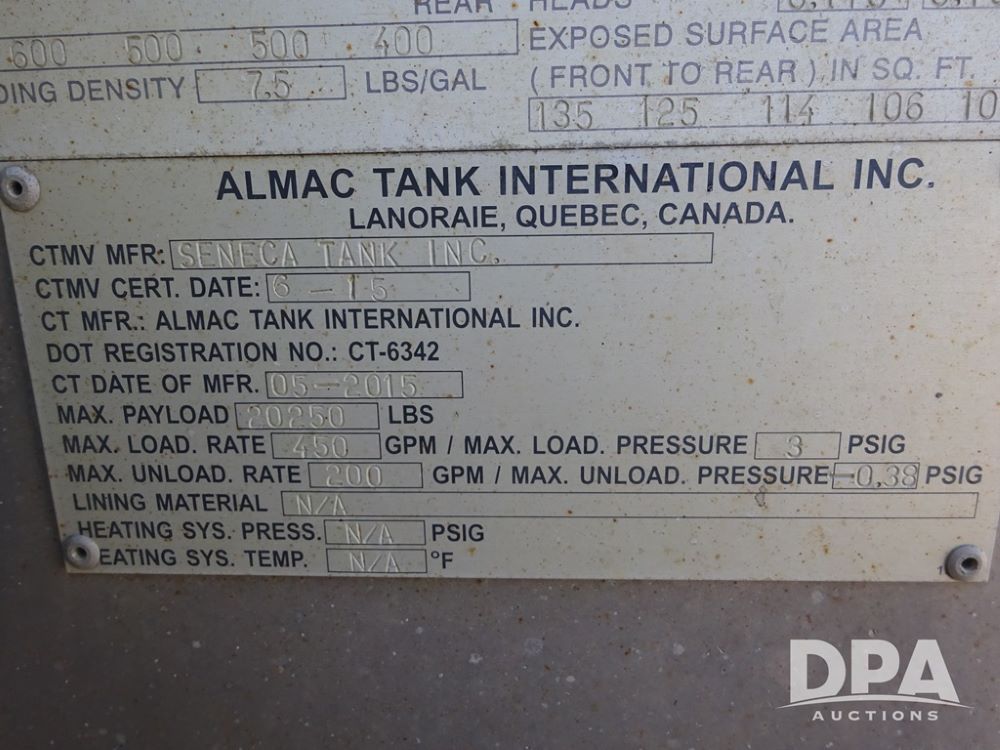 REAR HEADS
600 500 500 400 EXPOSED SURFACE AREA
DING DENSITY 7.5 LBS/GAL (FRONT TO REAR) IN SQ. FT
135 125 114 106 10
ALMAC TANK INTERNATIONAL INC.
LANORAIE, QUEBEC, CANADA.
CTMV MFR: SENECA TANK INC.
CTMV CERT. DATE: 6-15
CT MFR.: ALMAC TANK INTERNATIONAL INC.
DOT REGISTRATION NO.: CT-6342
CT DATE OF MFR. 05-2015
MAX. PAYLOAD 20250 LBS
MAX. LOAD. RATE 450 GPM / MAX. LOAD. PRESSURE 3 PSIG
MAX. UNLOAD. RATE 200 GPM / MAX. UNLOAD. PRESSURE -0.38 PSIG
LINING MATERIAL N/A
HEATING SYS. PRESS. N/A PSIG
EATING SYS. TEMP. N/A °F
DPA
AUCTIONS